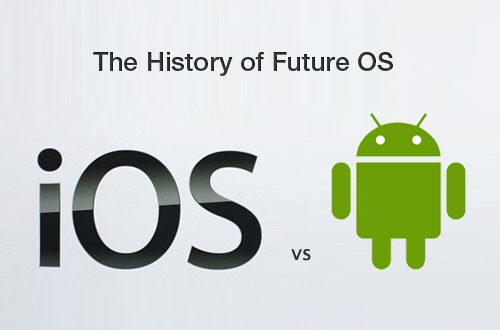 The History of Future OS
iOS
vs